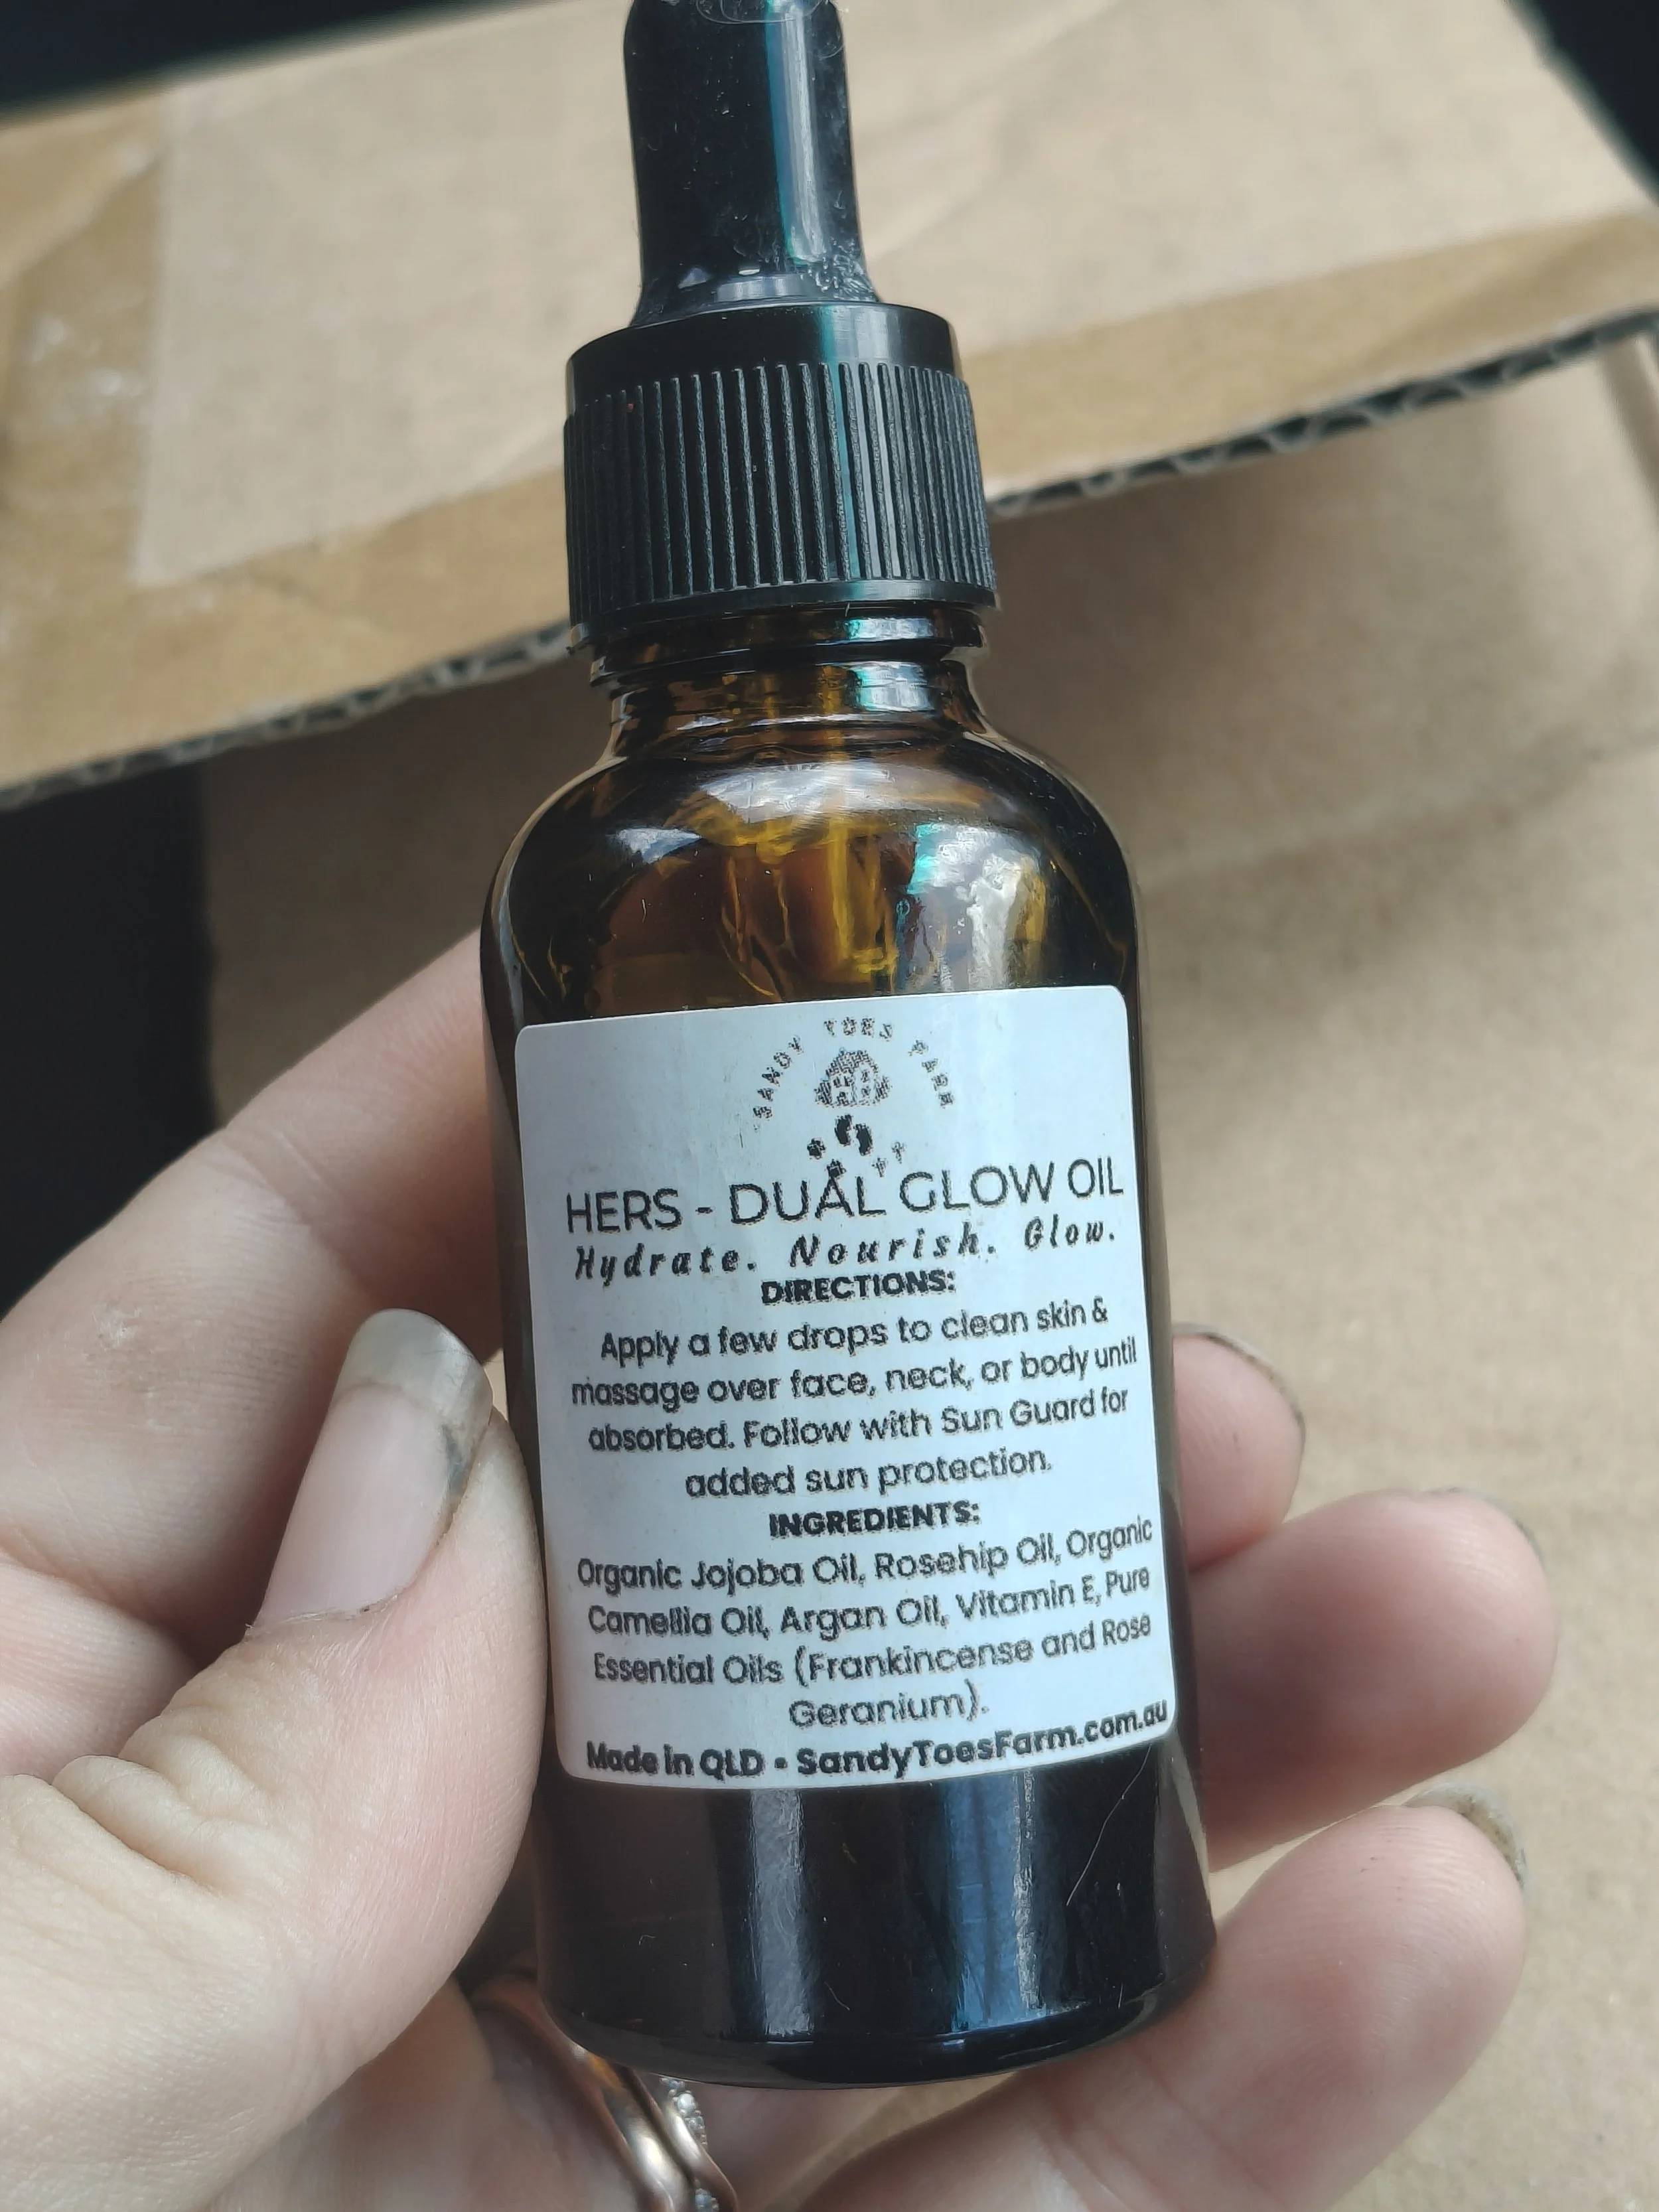 SANDY TOES FARM
HERS - DUAL GLOW OIL
Hydrate. Nourish. Glow.
DIRECTIONS:
Apply a few drops to clean skin &
massage over face, neck, or body until
absorbed. Follow with Sun Guard for
added sun protection.
INGREDIENTS:
Organic Jojoba Oil, Rosehip Oil, Organic
Camellia Oil, Argan Oil, Vitamin E, Pure
Essential Oils (Frankincense and Rose
Geranium).
Made in QLD • SandyToesFarm.com.au